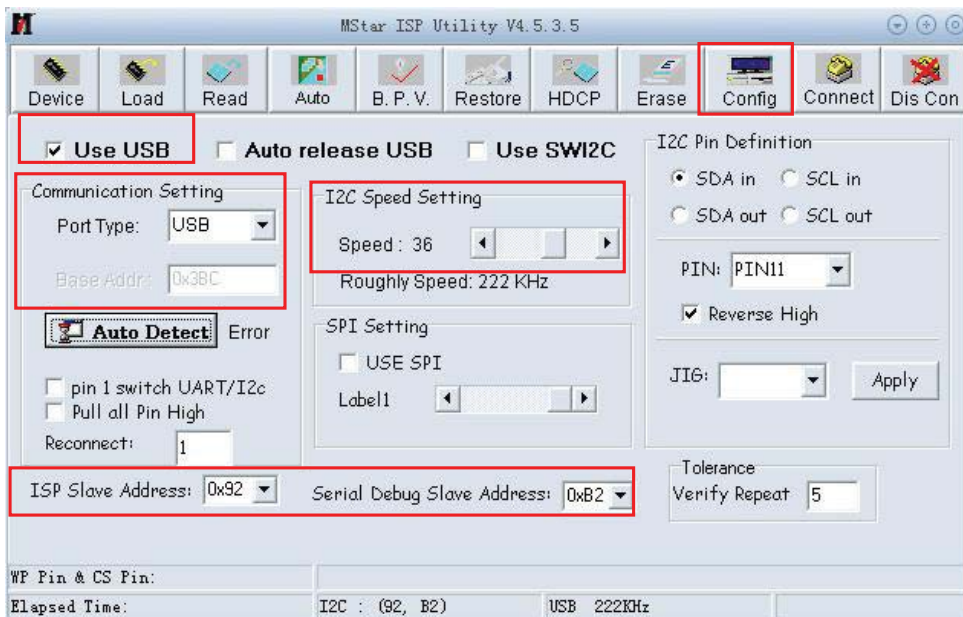 MStar ISP Utility V4.5.3.5
Device Load Read Auto B. P. V. Restore HDCP Erase Config Connect Dis Con
Use USB Auto release USB Use SWI2C
Communication Setting
Port Type: USB
Base Addr: 0x3BC
Auto Detect Error
pin 1 switch UART/I2c
Pull all Pin High
Reconnect: 1
I2C Speed Setting
Speed : 36
Roughly Speed: 222 KHz
SPI Setting
USE SPI
Label1
I2C Pin Definition
SDA in SCL in
SDA out SCL out
PIN: PIN11
Reverse High
JIG: Apply
ISP Slave Address: 0x92 Serial Debug Slave Address: 0xB2
Tolerance
Verify Repeat 5
WP Pin & CS Pin:
Elapsed Time: I2C : (92, B2) USB 222KHz